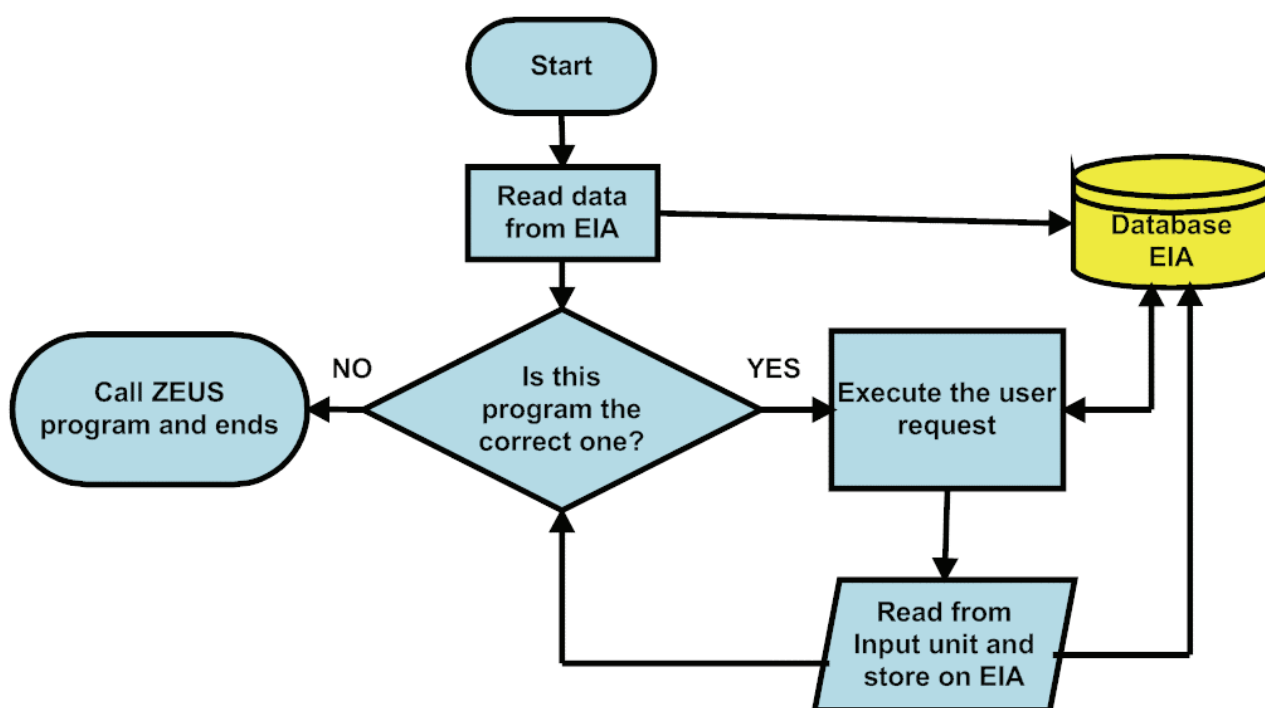 Start
Read data
from EIA
Database
EIA
NO
Is this
program the
correct one?
YES
Call ZEUS
program and ends
Execute the user
request
Read from
Input unit and
store on EIA